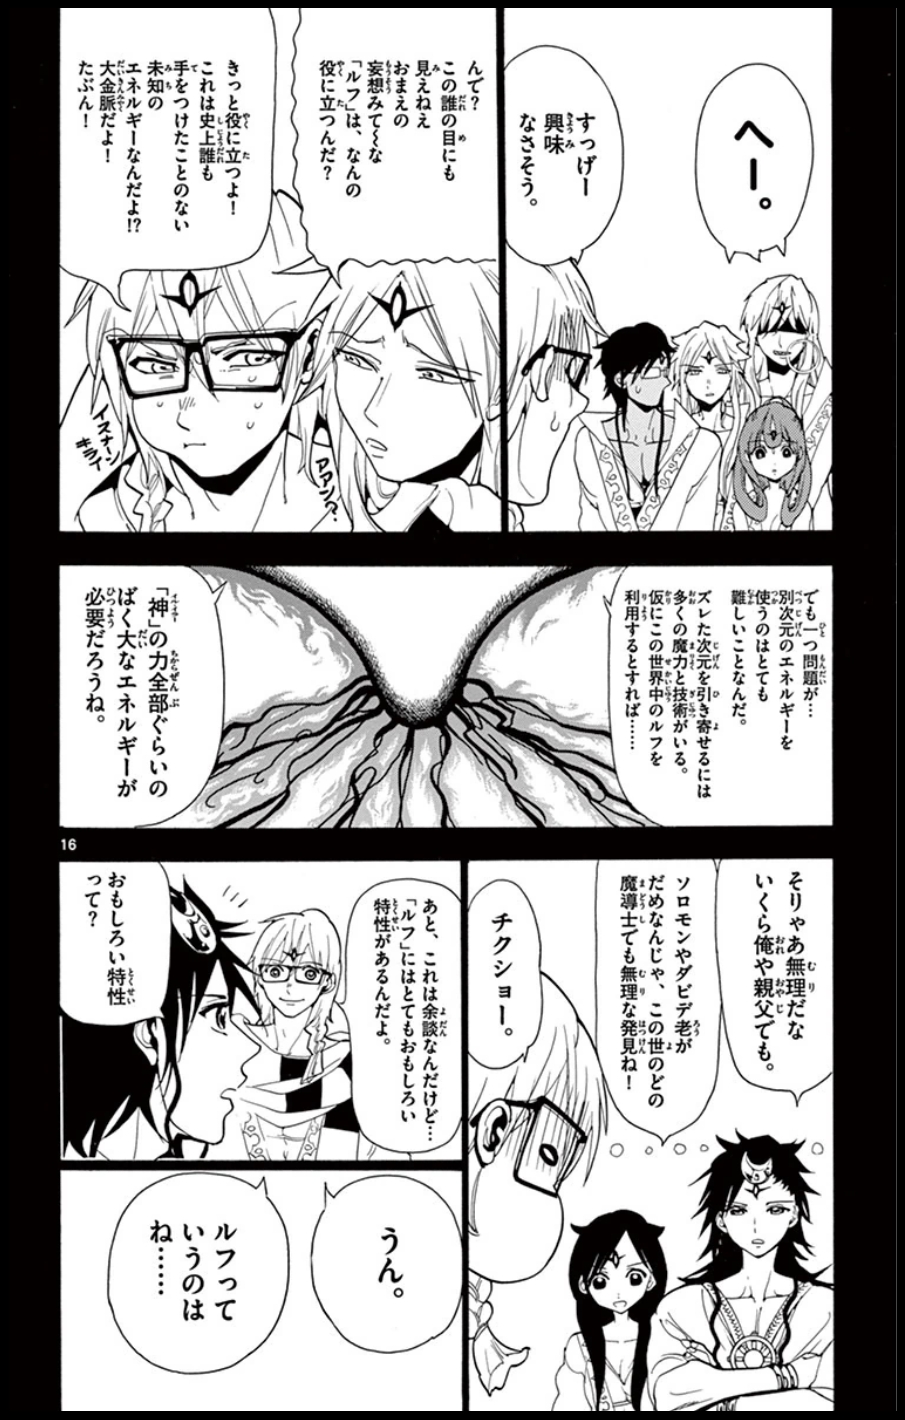 へー。
すっげー
興味
なさそう。
んで?
この誰の目にも
見えねえ
おまえの
妄想みて〜な
「ルフ」は、なんの
役に立つんだ?
きっと役に立つよ!
これは史上誰も
手をつけたことのない
未知の
エネルギーなんだよ!?
大金脈だよ!
たぶん!
アアン?
イスナーン
キライ
でも一つ問題が…
別次元のエネルギーを
使うのはとても
難しいことなんだ。
ズレた次元を引き寄せるには
多くの魔力と技術がいる。
仮にこの世界中のルフを
利用するとすれば……
「神」の力全部ぐらいの
ばく大なエネルギーが
必要だろうね。
16
そりゃあ無理だな
いくら俺や親父でも。
ソロモンやダビデ老が
だめなんじゃ、この世のどの
魔導士でも無理な発見ね!
チクショー。
あと、これは余談なんだけど…
「ルフ」にはとてもおもしろい
特性があるんだよ。
おもしろい特性
って?
うん。
ルフって
いうのは
ね……